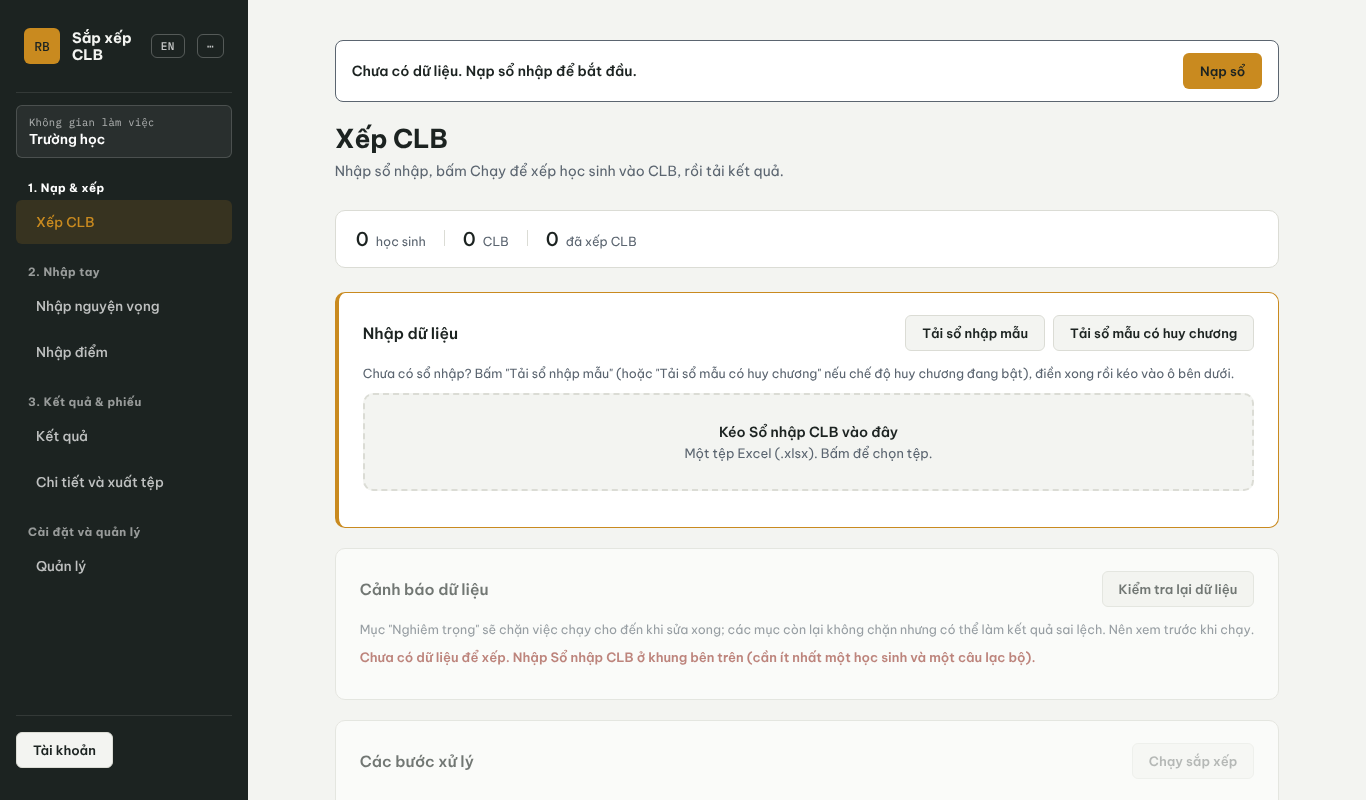 RB
Sắp xếp
CLB
EN
…
Không gian làm việc
Trường học
1. Nạp & xếp
Xếp CLB
2. Nhập tay
Nhập nguyện vọng
Nhập điểm
3. Kết quả & phiếu
Kết quả
Chi tiết và xuất tệp
Cài đặt và quản lý
Quản lý
Tài khoản
Chưa có dữ liệu. Nạp sổ nhập để bắt đầu.
Nạp sổ
Xếp CLB
Nhập sổ nhập, bấm Chạy để xếp học sinh vào CLB, rồi tải kết quả.
0 học sinh
0 CLB
0 đã xếp CLB
Nhập dữ liệu
Tải sổ nhập mẫu
Tải sổ mẫu có huy chương
Chưa có sổ nhập? Bấm "Tải sổ nhập mẫu" (hoặc "Tải sổ mẫu có huy chương" nếu chế độ huy chương đang bật), điền xong rồi kéo vào ô bên dưới.
Kéo Sổ nhập CLB vào đây
Một tệp Excel (.xlsx). Bấm để chọn tệp.
Cảnh báo dữ liệu
Kiểm tra lại dữ liệu
Mục "Nghiêm trọng" sẽ chặn việc chạy cho đến khi sửa xong; các mục còn lại không chặn nhưng có thể làm kết quả sai lệch. Nên xem trước khi chạy.
Chưa có dữ liệu để xếp. Nhập Sổ nhập CLB ở khung bên trên (cần ít nhất một học sinh và một câu lạc bộ).
Các bước xử lý
Chạy sắp xếp